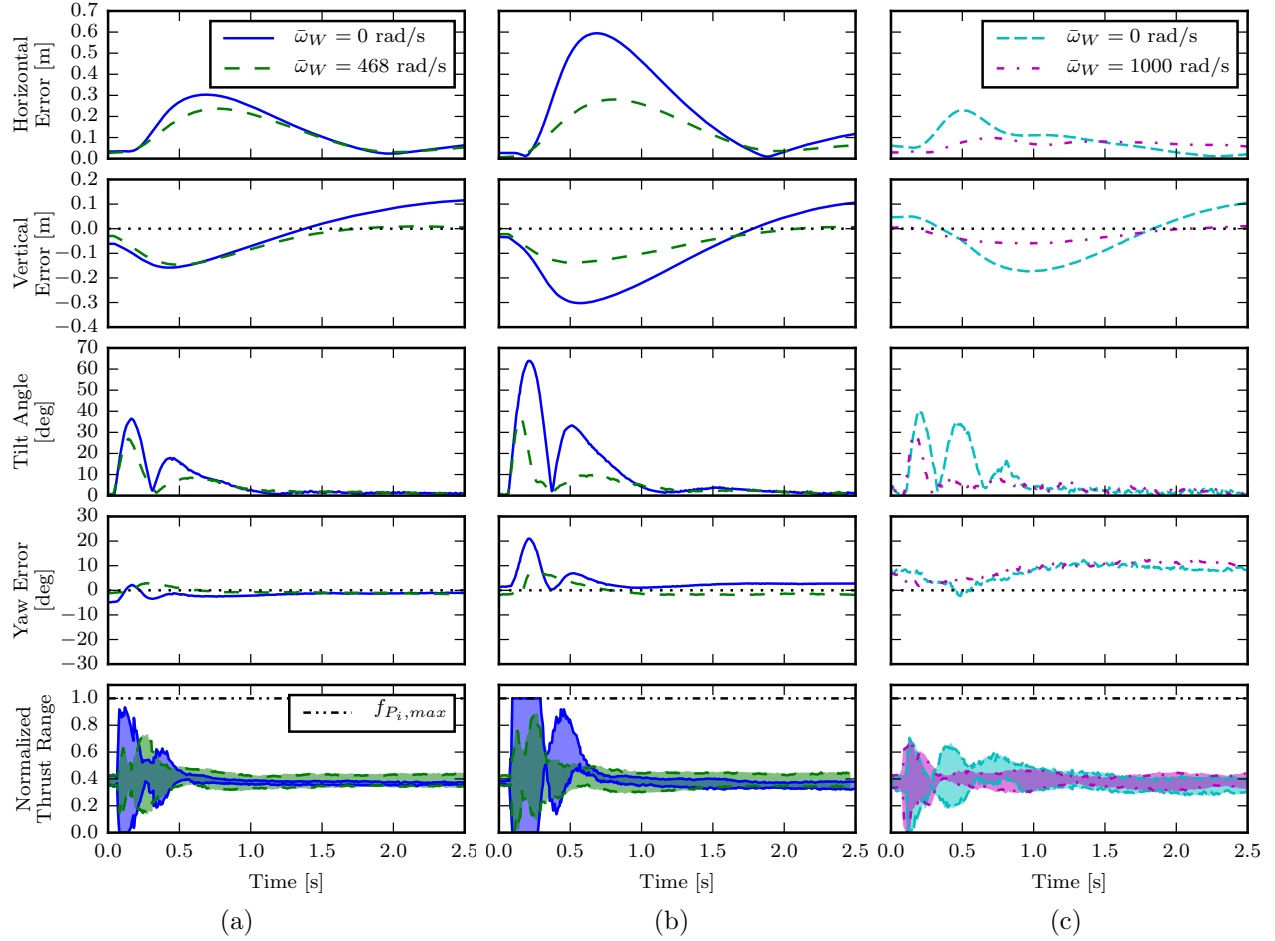 Horizontal
Error [m]
0.7
0.6
0.5
0.4
0.3
0.2
0.1
0.0
ω̄_W = 0 rad/s
ω̄_W = 468 rad/s
ω̄_W = 0 rad/s
ω̄_W = 1000 rad/s
Vertical
Error [m]
0.2
0.1
0.0
−0.1
−0.2
−0.3
−0.4
Tilt Angle
[deg]
70
60
50
40
30
20
10
0
Yaw Error
[deg]
30
20
10
0
−10
−20
−30
Normalized
Thrust Range
1.0
0.8
0.6
0.4
0.2
0.0
f_{P_i,max}
0.0 0.5 1.0 1.5 2.0 2.5
0.0 0.5 1.0 1.5 2.0 2.5
0.0 0.5 1.0 1.5 2.0 2.5
Time [s]
Time [s]
Time [s]
(a)
(b)
(c)